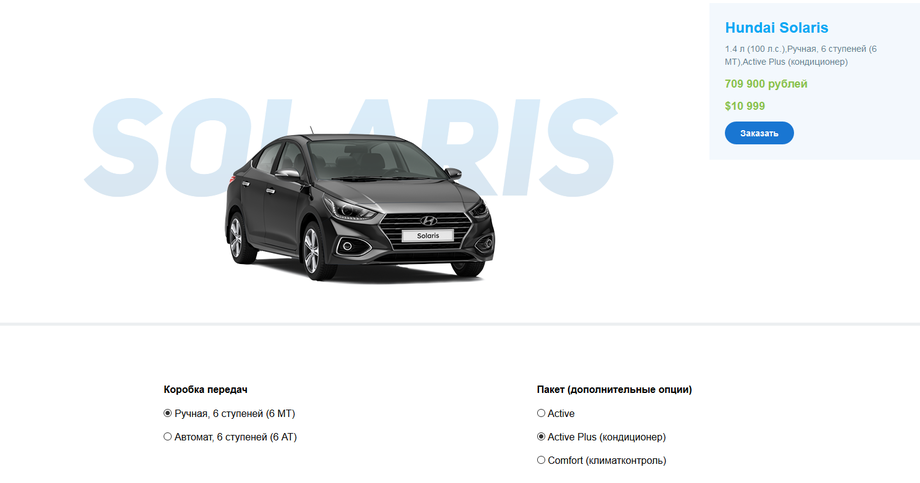 Hundai Solaris
1.4 л (100 л.с.),Ручная, 6 ступеней (6
МТ),Active Plus (кондиционер)
709 900 рублей
$10 999
Заказать
SOLARIS
Solaris
Коробка передач
Ручная, 6 ступеней (6 МТ)
Автомат, 6 ступеней (6 АТ)
Пакет (дополнительные опции)
Active
Active Plus (кондиционер)
Comfort (климатконтроль)